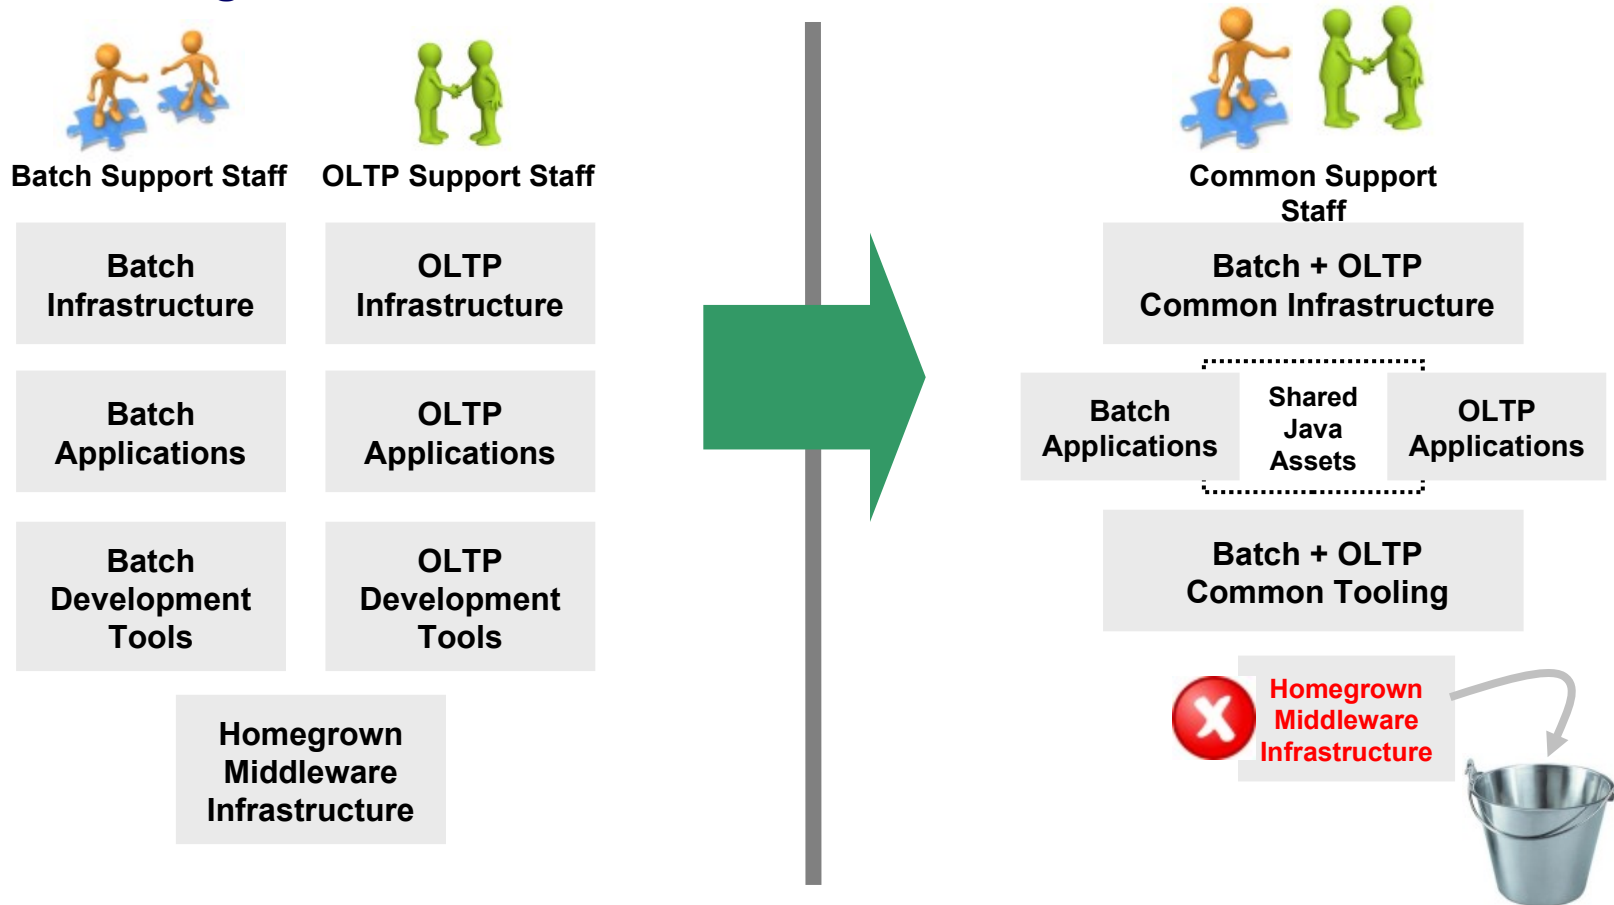 Batch Support Staff
OLTP Support Staff
Batch
Infrastructure
OLTP
Infrastructure
Batch
Applications
OLTP
Applications
Batch
Development
Tools
OLTP
Development
Tools
Homegrown
Middleware
Infrastructure
Common Support
Staff
Batch + OLTP
Common Infrastructure
Batch
Applications
Shared
Java
Assets
OLTP
Applications
Batch + OLTP
Common Tooling
Homegrown
Middleware
Infrastructure